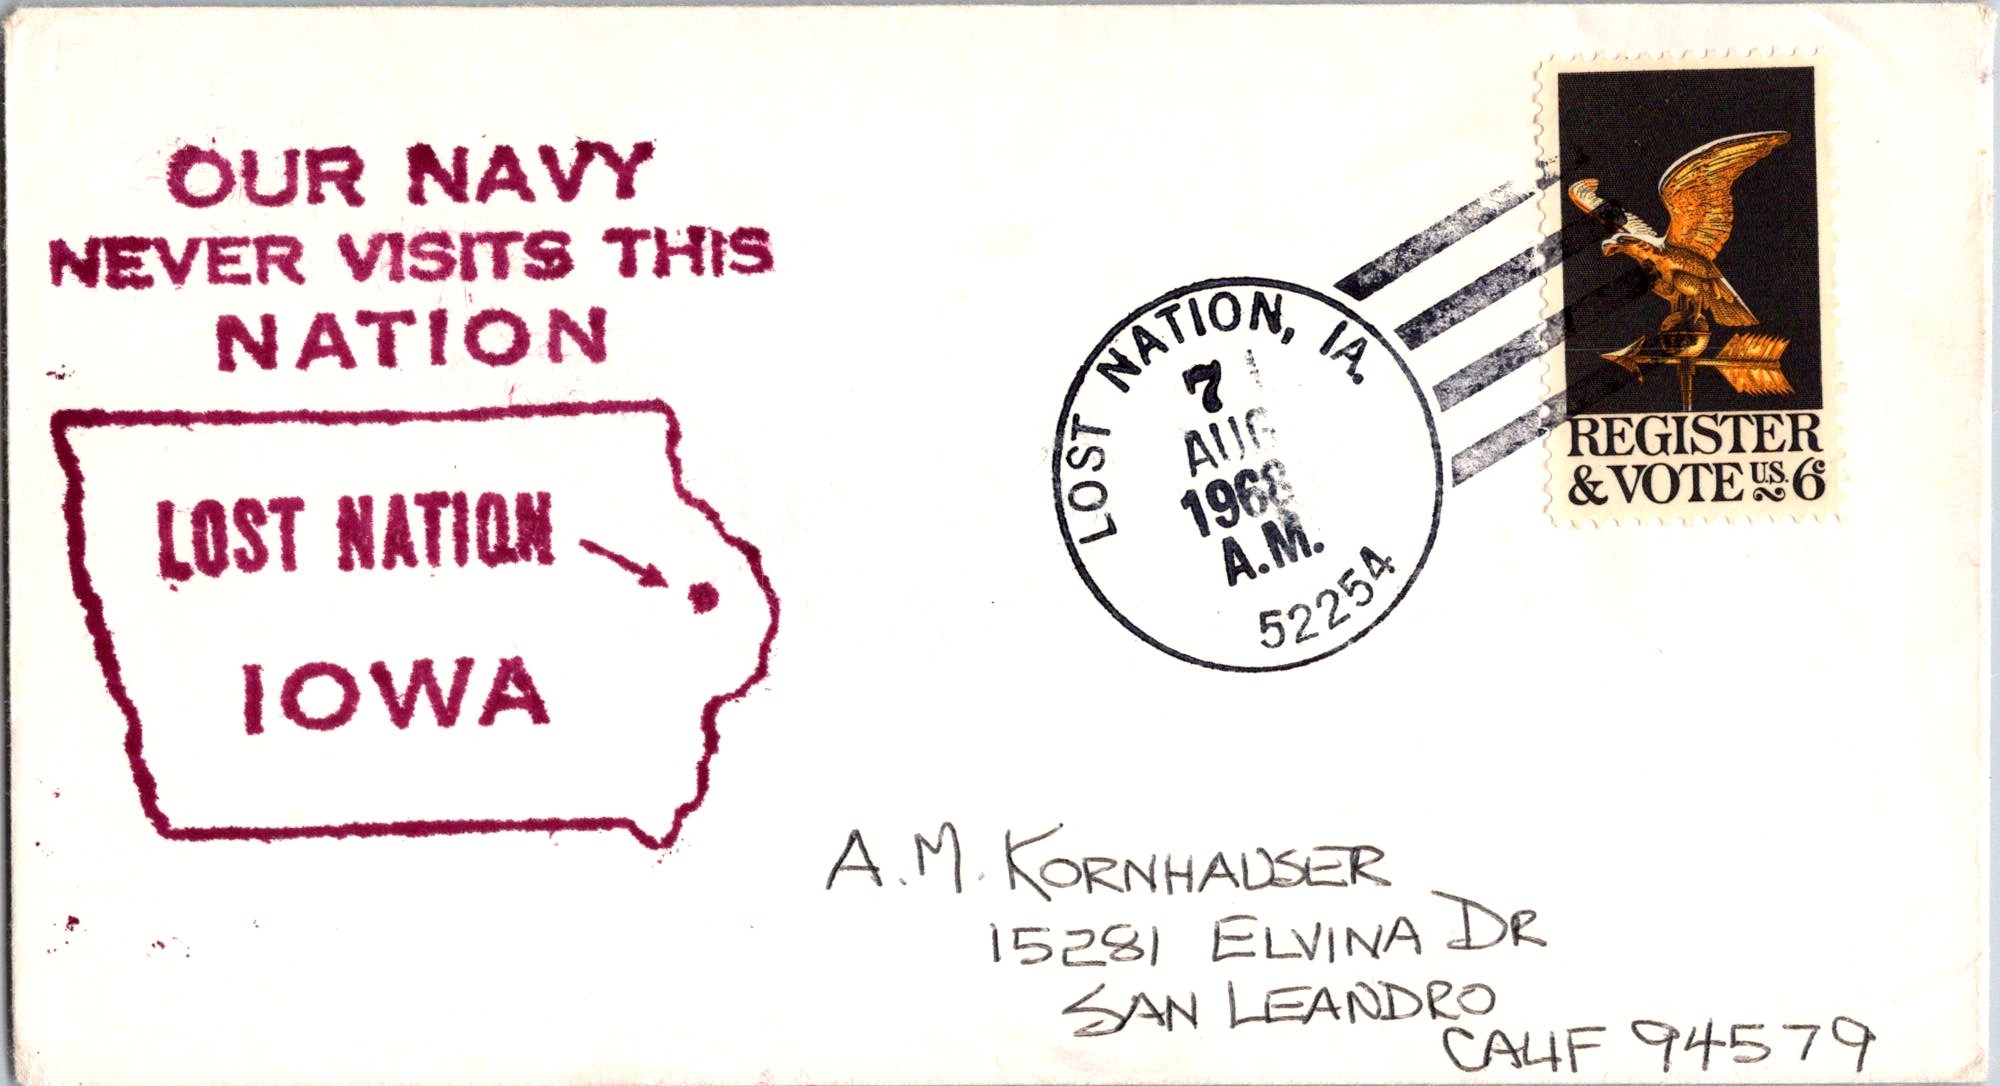 OUR NAVY
NEVER VISITS THIS
NATION
LOST NATION
IOWA
LOST NATION, IA.
7
AUG
1968
A.M.
52254
REGISTER
& VOTE U.S. 6c
A. M. KORNHAUSER
15281 ELVINA DR
SAN LEANDRO
CALIF 94579